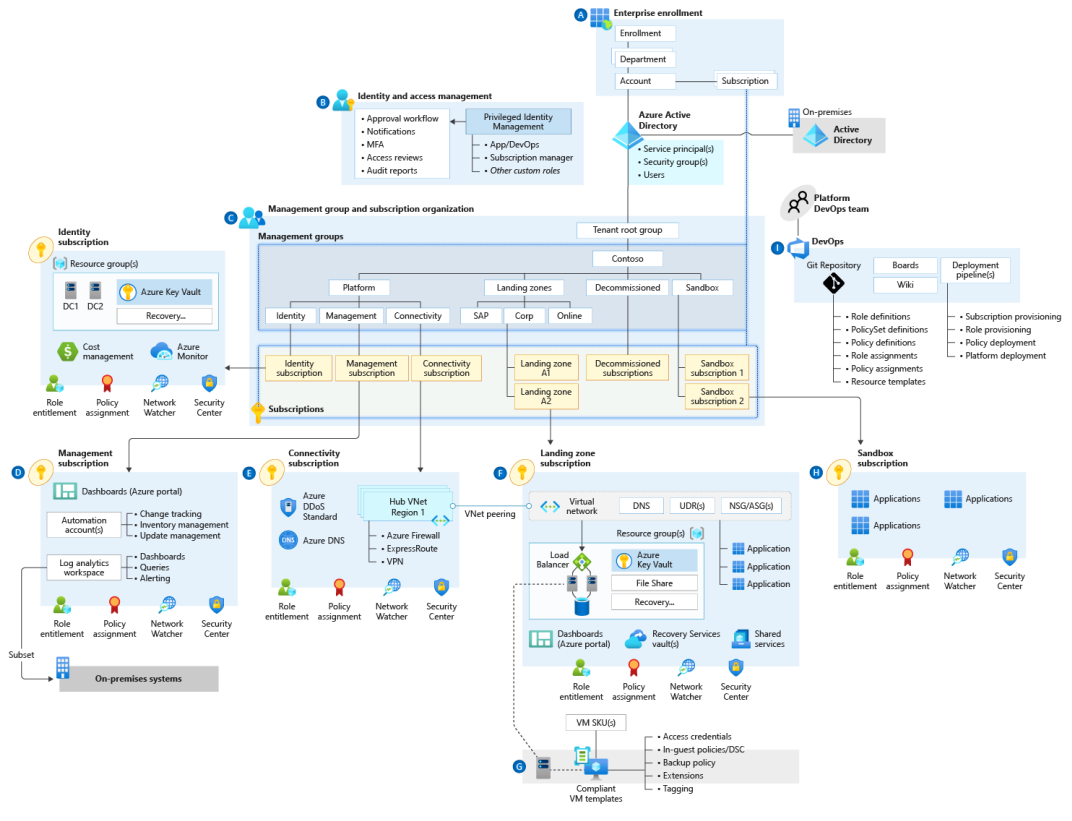 A
Enterprise enrollment
Enrollment
Department
Account
Subscription
B
Identity and access management
• Approval workflow
• Notifications
• MFA
• Access reviews
• Audit reports
Privileged Identity
Management
• App/DevOps
• Subscription manager
• Other custom roles
Azure Active
Directory
• Service principal(s)
• Security group(s)
• Users
On-premises
Active
Directory
C
Management group and subscription organization
Management groups
Tenant root group
Contoso
Platform
Landing zones
Decommissioned
Sandbox
Identity
Management
Connectivity
SAP
Corp
Online
Identity
subscription
Management
subscription
Connectivity
subscription
Landing zone
A1
Landing zone
A2
Decommissioned
subscriptions
Sandbox
subscription 1
Sandbox
subscription 2
Subscriptions
Identity
subscription
Resource group(s)
DC1
DC2
Azure Key Vault
Recovery...
Cost
management
Azure
Monitor
Role
entitlement
Policy
assignment
Network
Watcher
Security
Center
Platform
DevOps team
I
DevOps
Git Repository
Boards
Wiki
Deployment
pipeline(s)
• Role definitions
• PolicySet definitions
• Policy definitions
• Role assignments
• Policy assignments
• Resource templates
• Subscription provisioning
• Role provisioning
• Policy deployment
• Platform deployment
D
Management
subscription
Dashboards (Azure portal)
Automation
account(s)
• Change tracking
• Inventory management
• Update management
Log analytics
workspace
• Dashboards
• Queries
• Alerting
Role
entitlement
Policy
assignment
Network
Watcher
Security
Center
Subset
On-premises systems
E
Connectivity
subscription
Azure
DDoS
Standard
Azure DNS
DNS
Hub VNet
Region 1
• Azure Firewall
• ExpressRoute
• VPN
Role
entitlement
Policy
assignment
Network
Watcher
Security
Center
VNet peering
F
Landing zone
subscription
Virtual
network
DNS
UDR(s)
NSG/ASG(s)
Resource group(s)
Load
Balancer
Azure
Key Vault
File Share
Recovery...
Application
Application
Application
Dashboards
(Azure portal)
Recovery Services
vault(s)
Shared
services
Role
entitlement
Policy
assignment
Network
Watcher
Security
Center
H
Sandbox
subscription
Applications
Applications
Applications
Role
entitlement
Policy
assignment
Network
Watcher
Security
Center
G
VM SKU(s)
Compliant
VM templates
• Access credentials
• In-guest policies/DSC
• Backup policy
• Extensions
• Tagging